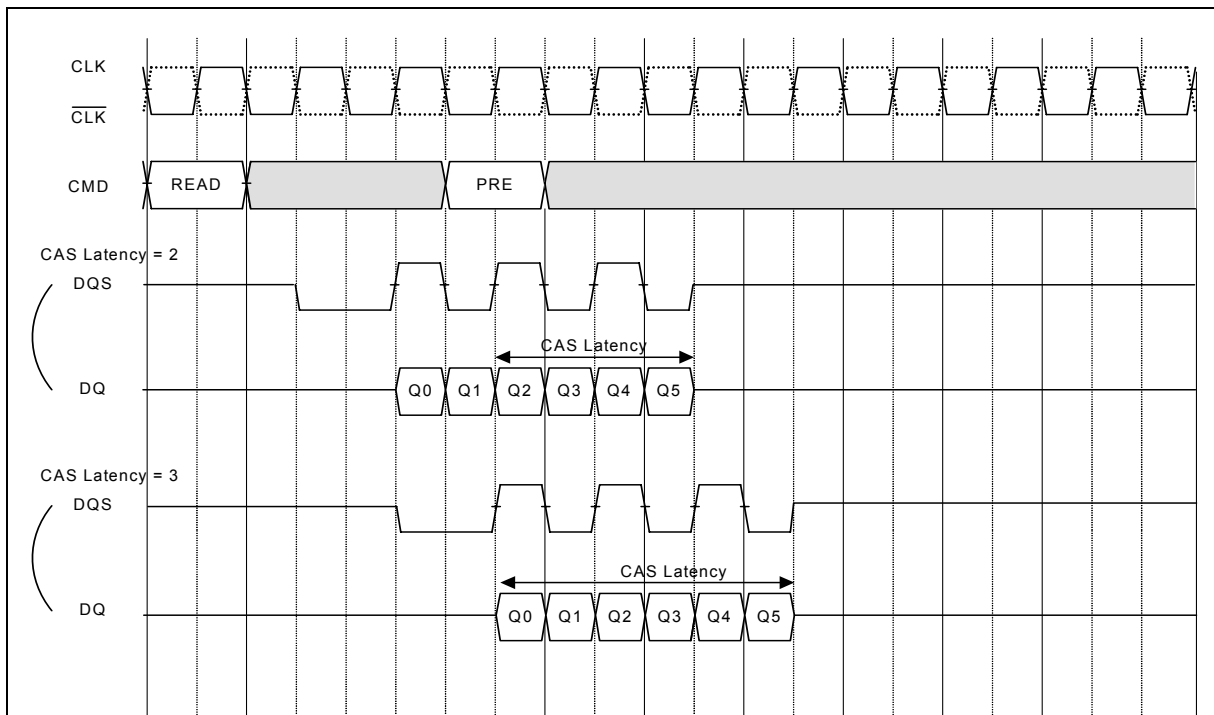 CLK
C̅L̅K̅
CMD READ PRE
CAS Latency = 2
DQS
CAS Latency
DQ Q0 Q1 Q2 Q3 Q4 Q5
CAS Latency = 3
DQS
CAS Latency
DQ Q0 Q1 Q2 Q3 Q4 Q5